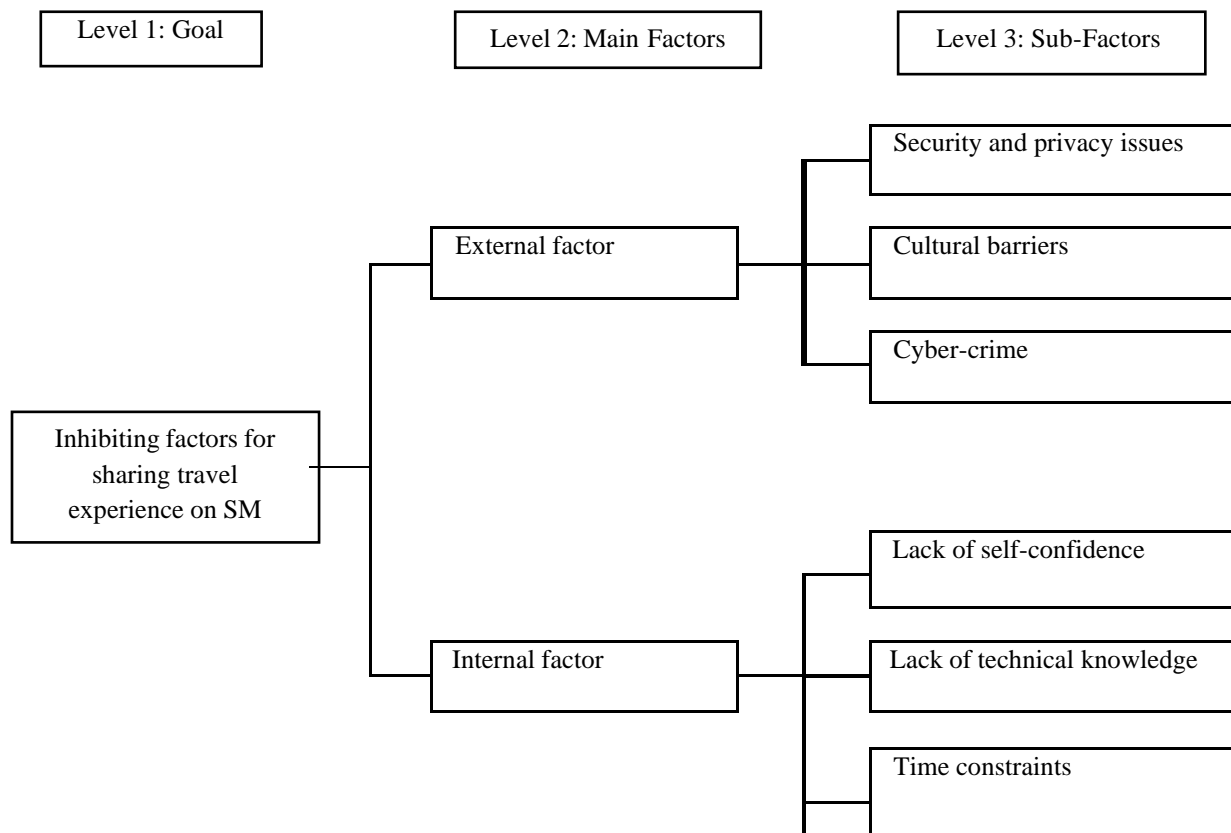 Level 1: Goal
Level 2: Main Factors
Level 3: Sub-Factors
Security and privacy issues
External factor
Cultural barriers
Cyber-crime
Inhibiting factors for
sharing travel
experience on SM
Lack of self-confidence
Internal factor
Lack of technical knowledge
Time constraints